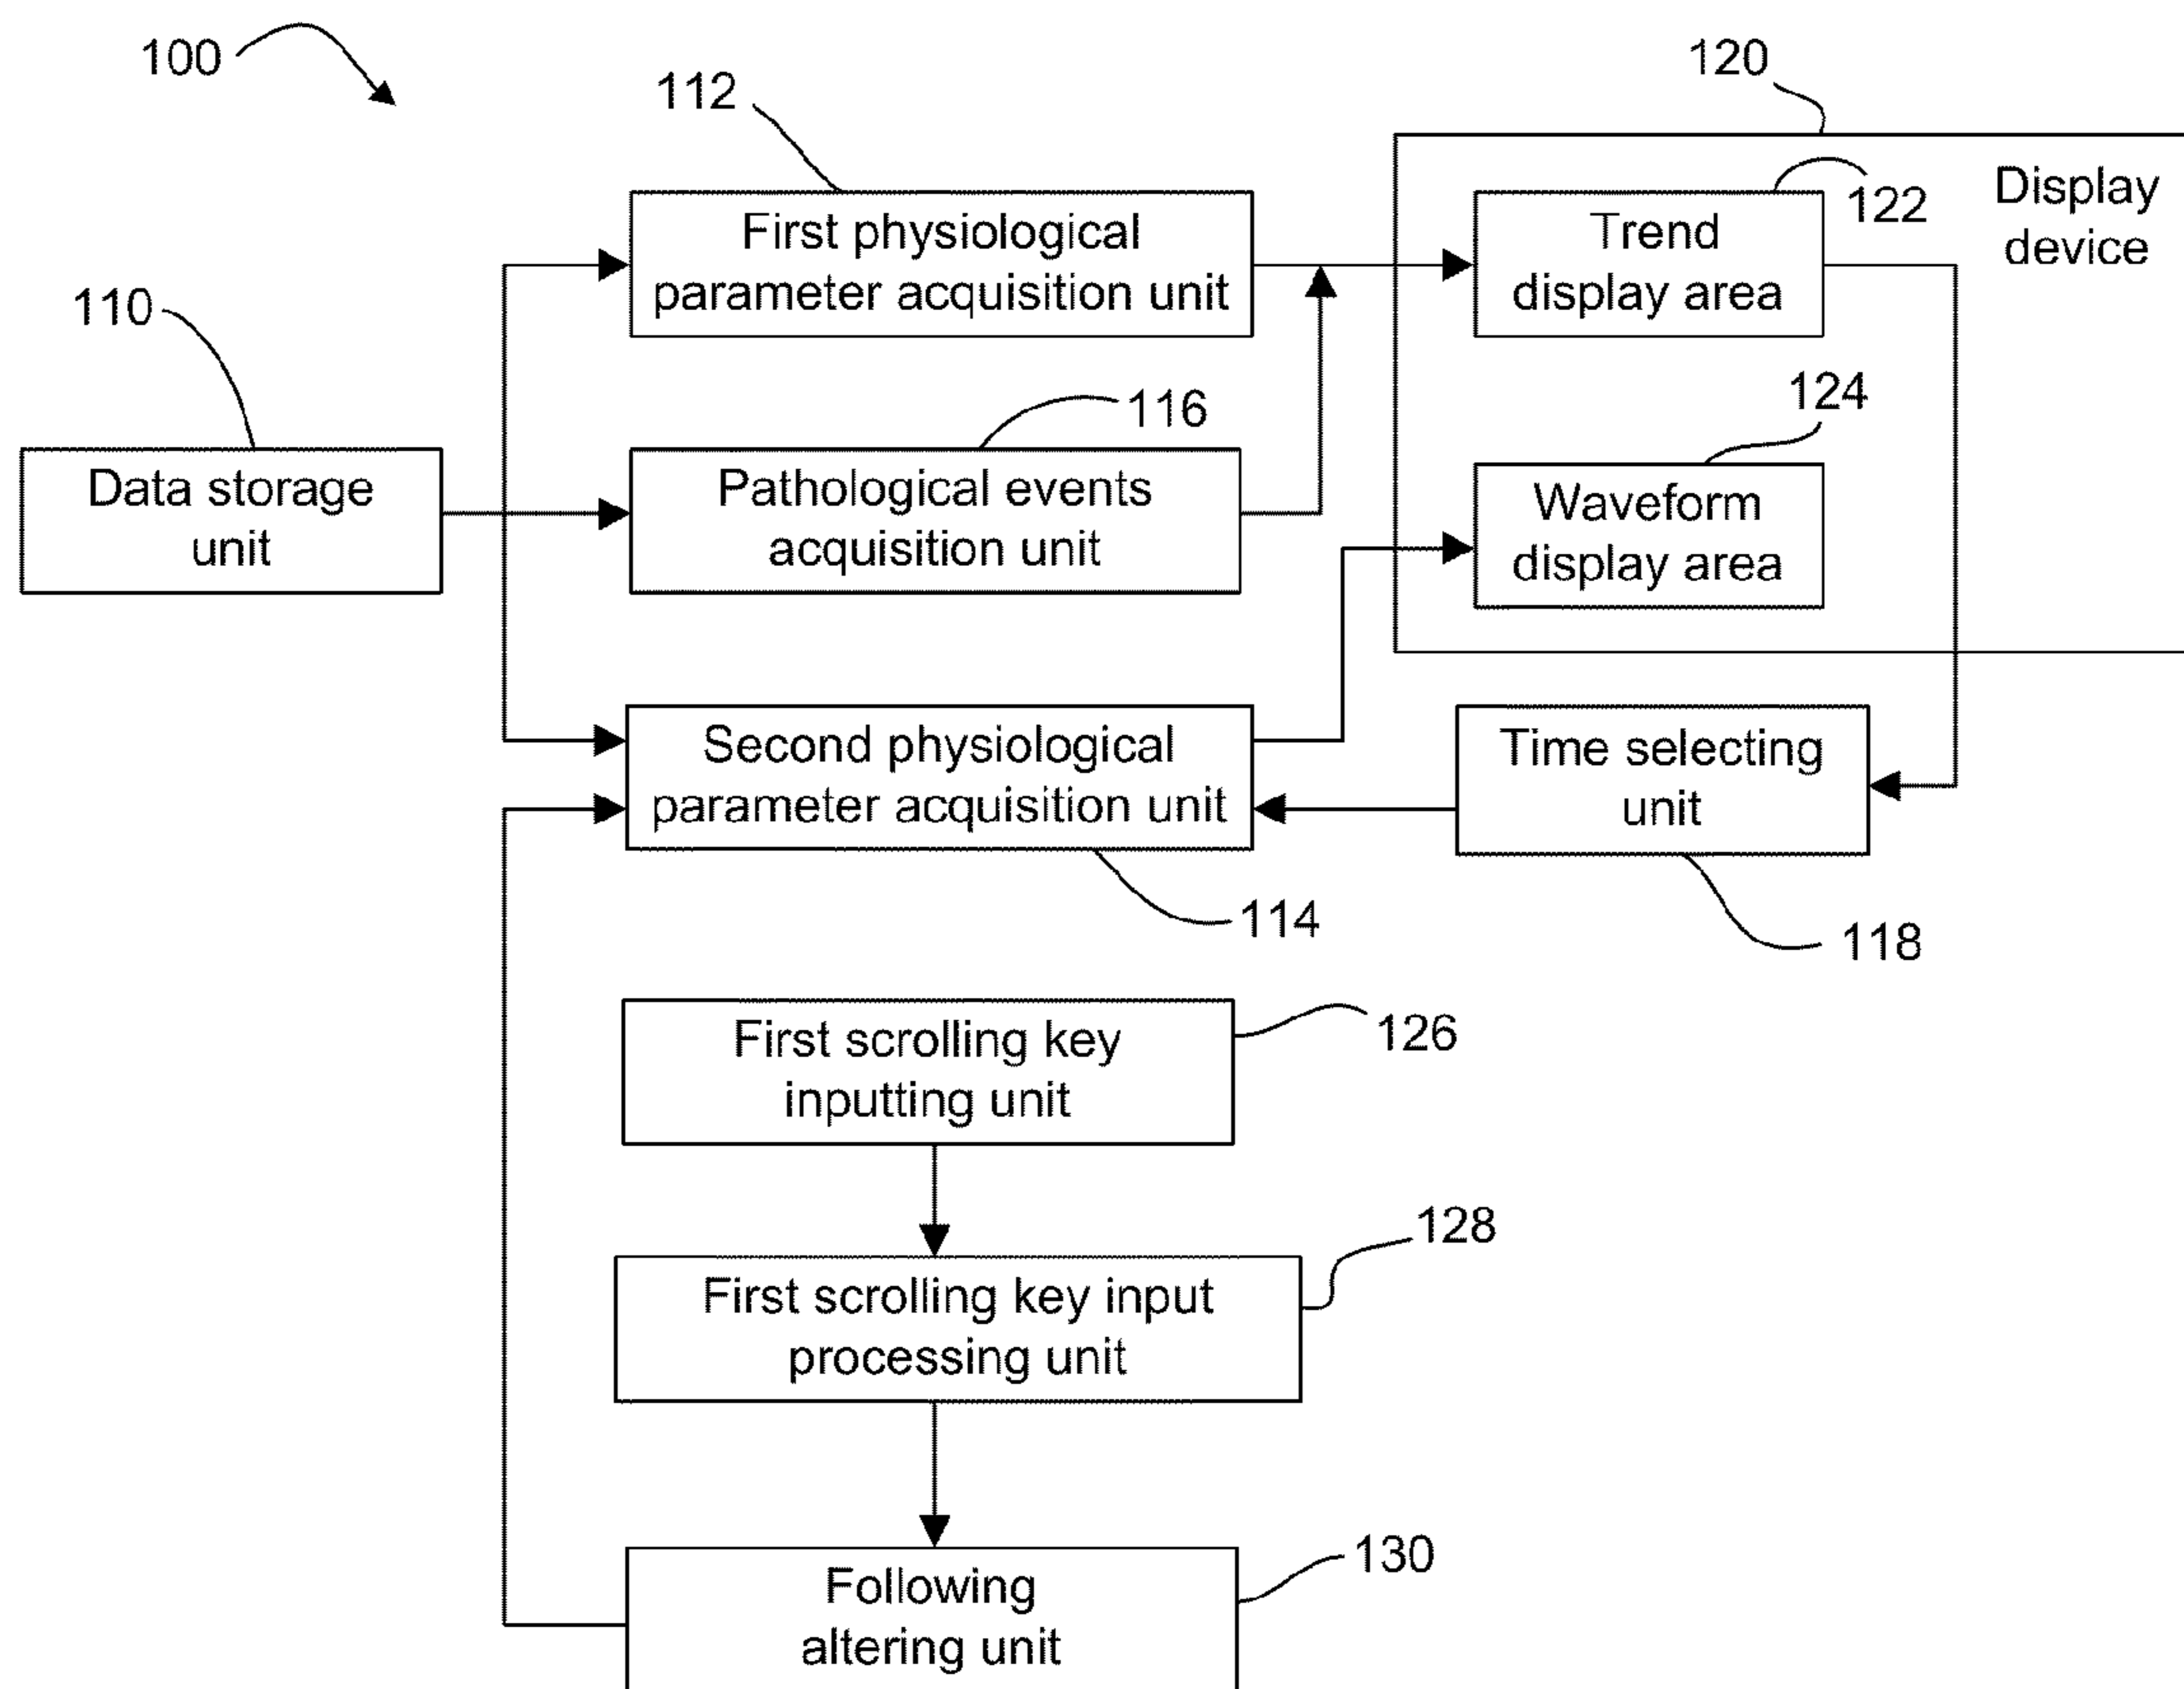 100
120
112
Display
device
122
First physiological
parameter acquisition unit
Trend
display area
110
124
116
Data storage
unit
Pathological events
acquisition unit
Waveform
display area
Second physiological
parameter acquisition unit
Time selecting
unit
114
118
First scrolling key
inputting unit
126
128
First scrolling key input
processing unit
130
Following
altering unit